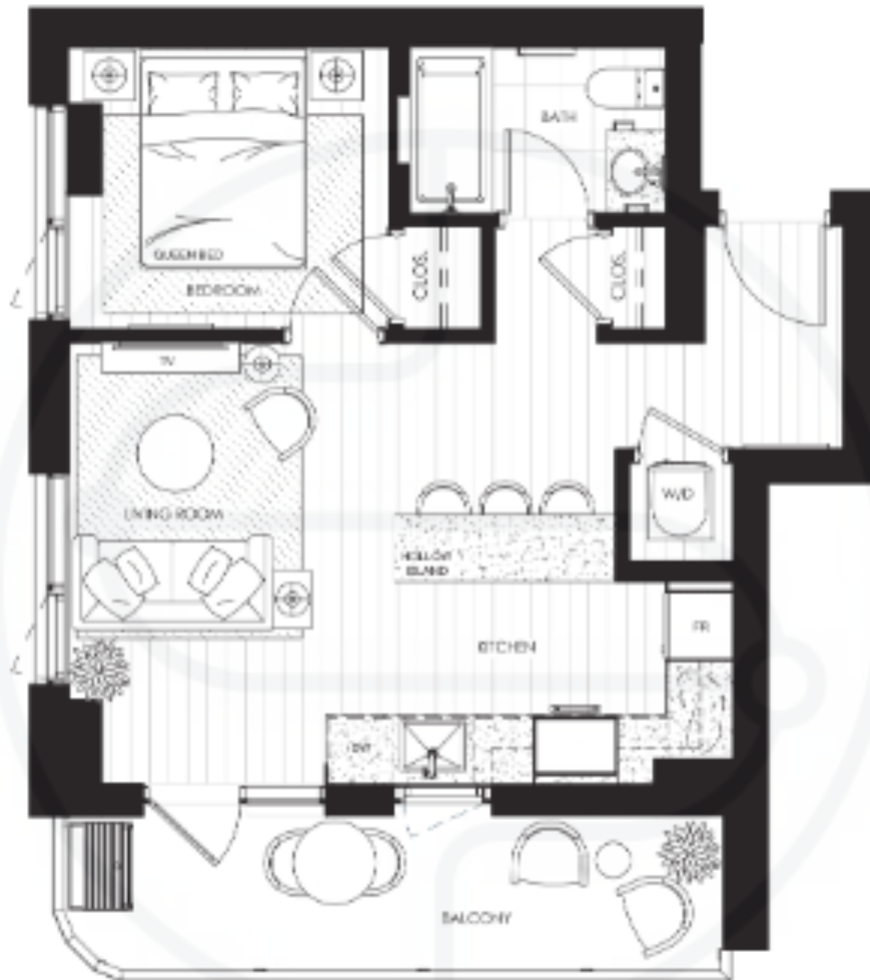 BATH
QUEEN BED
BEDROOM
CLOS.
CLOS.
TV
W/D
LIVING ROOM
HOLLOW
ISLAND
FR
KITCHEN
DW
BALCONY